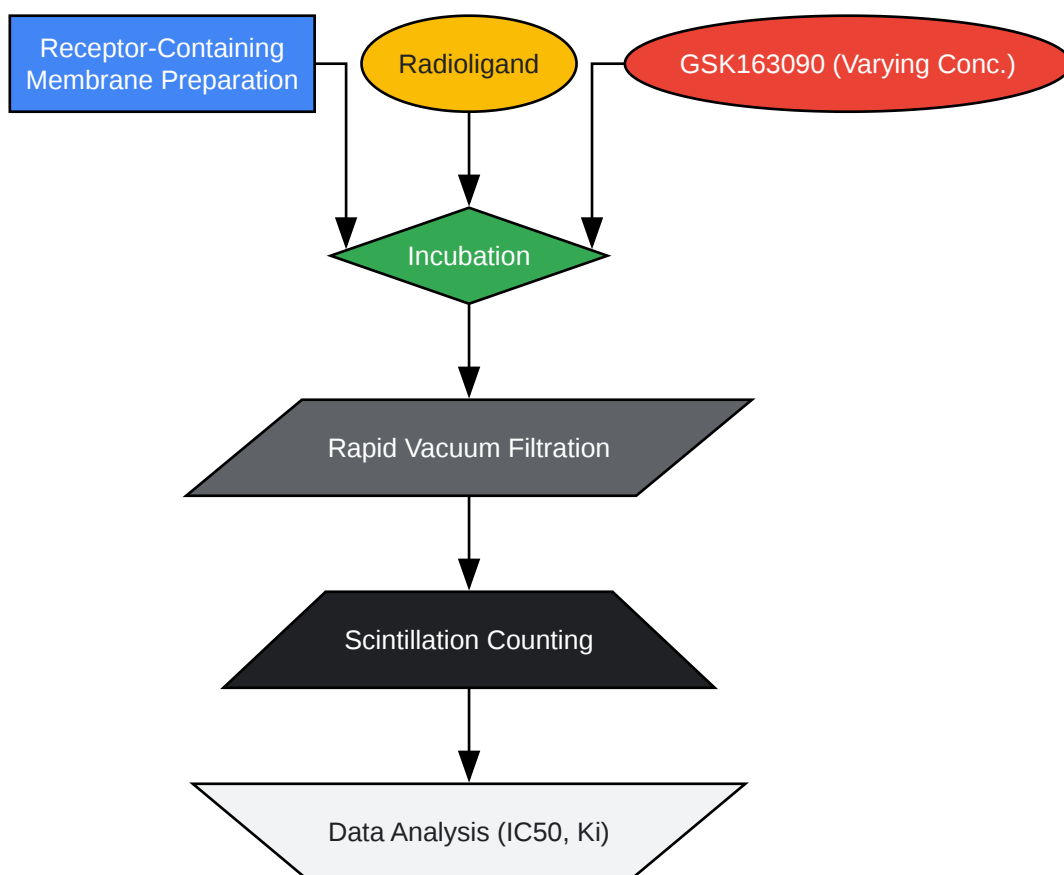 Receptor-Containing
Membrane Preparation
Radioligand
GSK163090 (Varying Conc.)
Incubation
Rapid Vacuum Filtration
Scintillation Counting
Data Analysis (IC50, Ki)